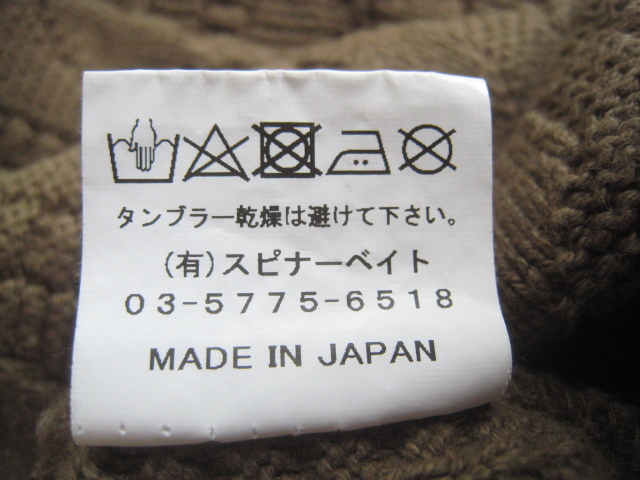 タンブラー乾燥は避けて下さい。
(有)スピナーベイト
03-5775-6518
MADE IN JAPAN